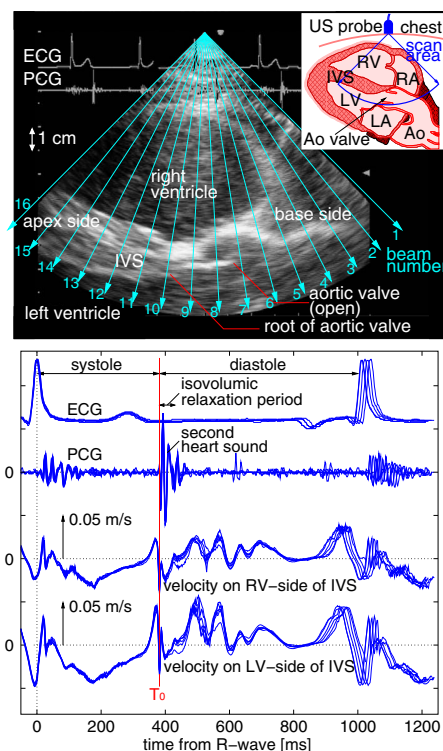 US probe
chest
scan
area
RV
IVS
RA
LV
LA
Ao
Ao valve
ECG
PCG
1 cm
right
ventricle
16
apex side
base side
1
15
2
beam
number
14
IVS
3
13
4
12
5
11
10
9
8
7
6
aortic valve
(open)
left ventricle
root of aortic valve
systole
diastole
isovolumic
relaxation period
ECG
second
heart sound
PCG
0
0.05 m/s
0
velocity on RV-side of IVS
0.05 m/s
0
velocity on LV-side of IVS
T0
0 200 400 600 800 1000 1200
time from R-wave [ms]